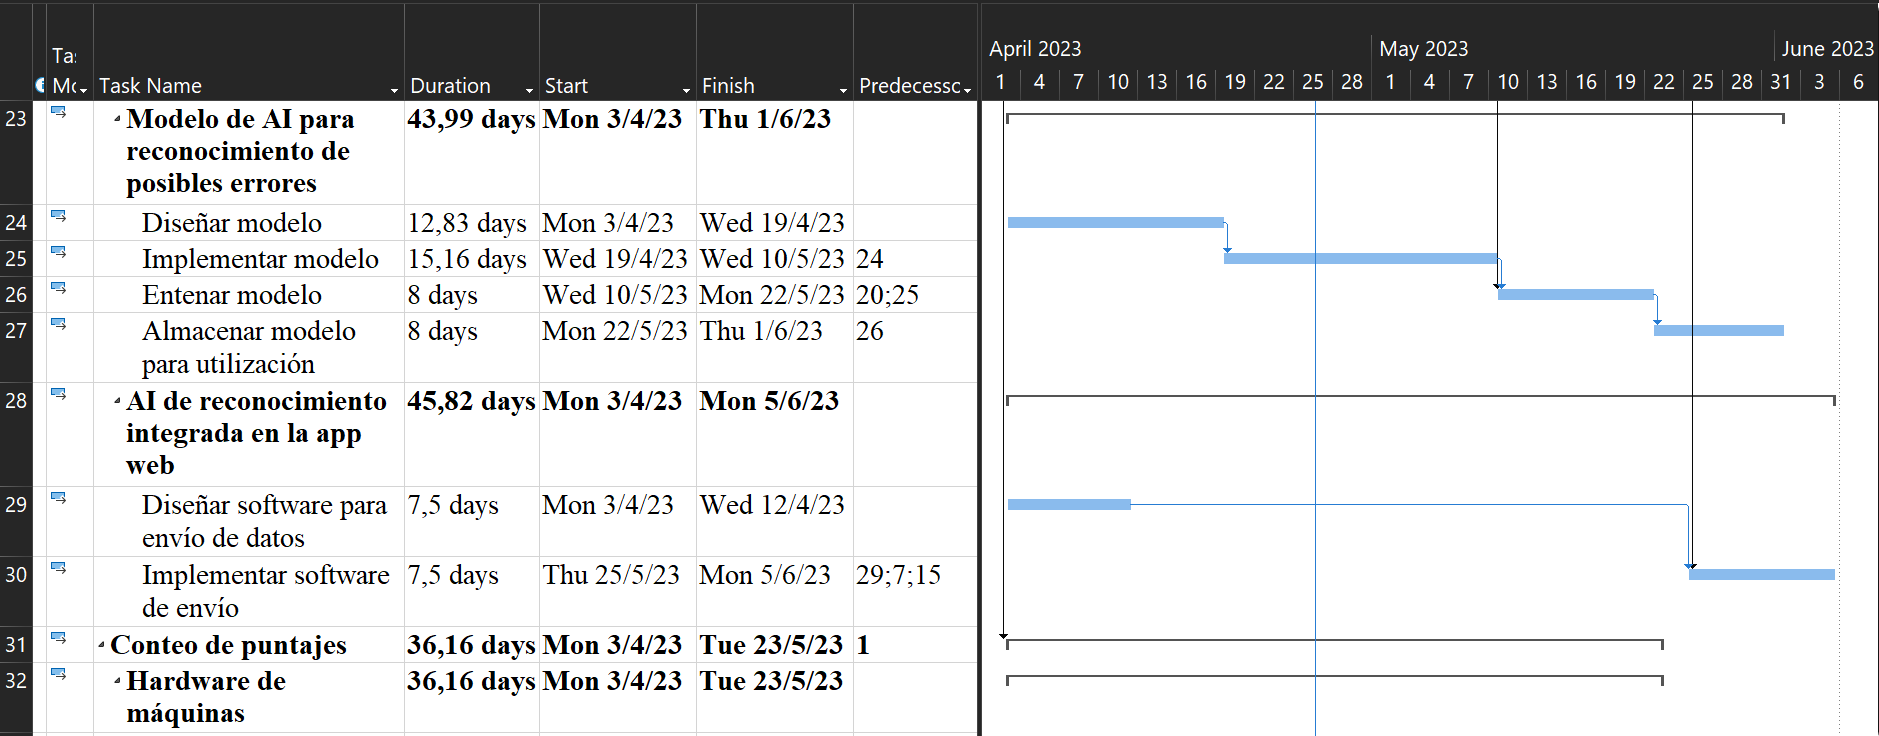 April 2023 May 2023 June 2023
Mo Task Name Duration Start Finish Predecessc 1 4 7 10 13 16 19 22 25 28 1 4 7 10 13 16 19 22 25 28 31 3 6
23 Modelo de AI para 43,99 days Mon 3/4/23 Thu 1/6/23
reconocimiento de
posibles errores
24 Diseñar modelo 12,83 days Mon 3/4/23 Wed 19/4/23
25 Implementar modelo 15,16 days Wed 19/4/23 Wed 10/5/23 24
26 Entenar modelo 8 days Wed 10/5/23 Mon 22/5/23 20;25
27 Almacenar modelo 8 days Mon 22/5/23 Thu 1/6/23 26
para utilización
28 AI de reconocimiento 45,82 days Mon 3/4/23 Mon 5/6/23
integrada en la app
web
29 Diseñar software para 7,5 days Mon 3/4/23 Wed 12/4/23
envío de datos
30 Implementar software 7,5 days Thu 25/5/23 Mon 5/6/23 29;7;15
de envío
31 Conteo de puntajes 36,16 days Mon 3/4/23 Tue 23/5/23 1
32 Hardware de 36,16 days Mon 3/4/23 Tue 23/5/23
máquinas